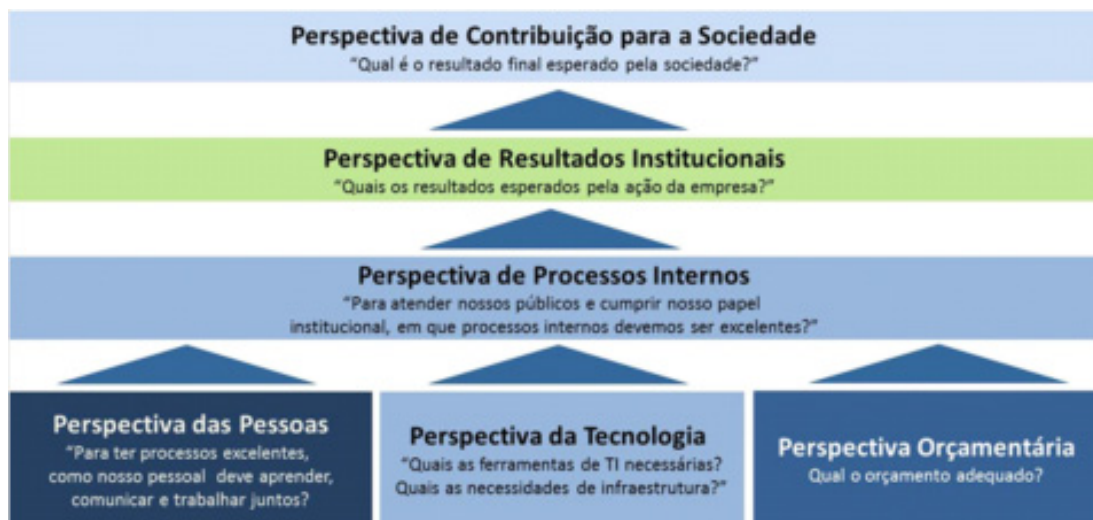 Perspectiva de Contribuição para a Sociedade
“Qual é o resultado final esperado pela sociedade?”
Perspectiva de Resultados Institucionais
“Quais os resultados esperados pela ação da empresa?”
Perspectiva de Processos Internos
“Para atender nossos públicos e cumprir nosso papel
institucional, em que processos internos devemos ser excelentes?”
Perspectiva das Pessoas
“Para ter processos excelentes,
como nosso pessoal deve aprender,
comunicar e trabalhar juntos?
Perspectiva da Tecnologia
“Quais as ferramentas de TI necessárias?
Quais as necessidades de infraestrutura?”
Perspectiva Orçamentária
Qual o orçamento adequado?